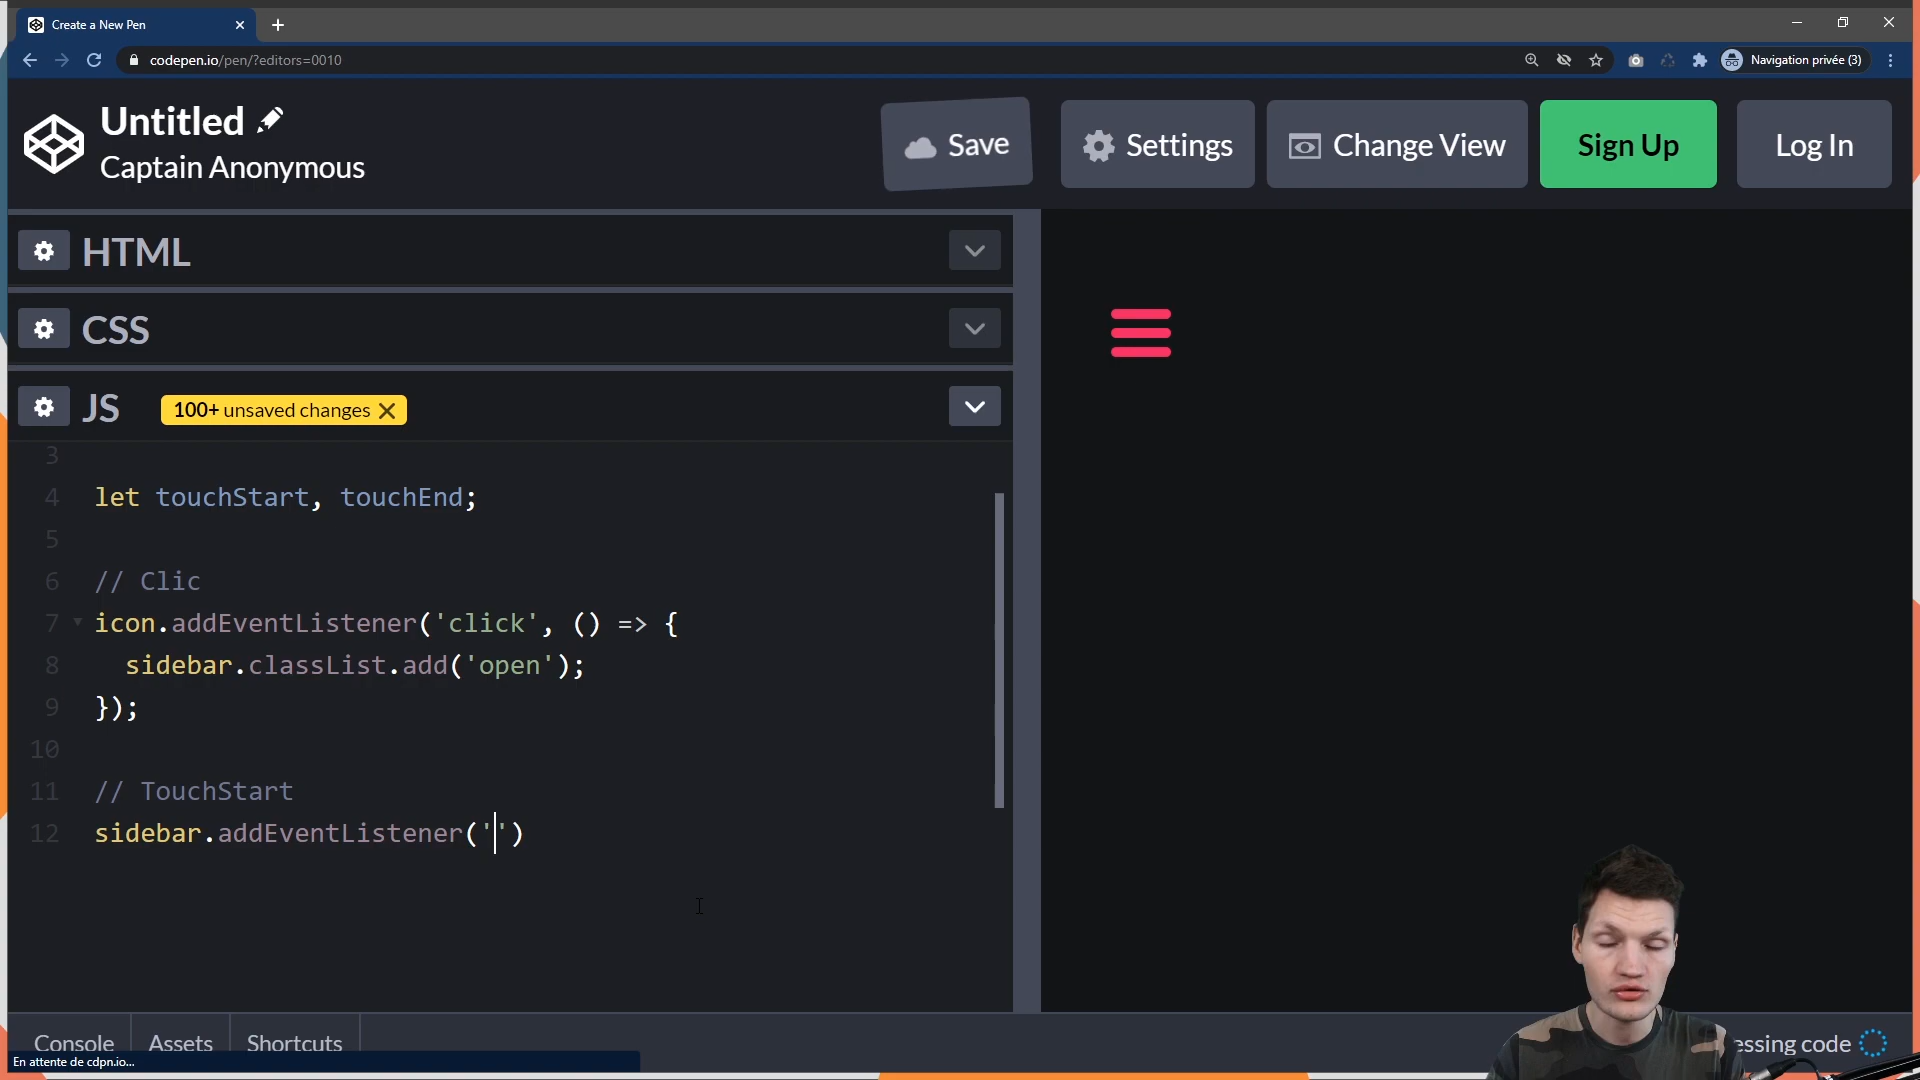 Create a New Pen
codepen.io/pen/?editors=0010
Navigation privée (3)
Untitled
Captain Anonymous
Save
Settings
Change View
Sign Up
Log In
HTML
CSS
JS
100+ unsaved changes
3
4 let touchStart, touchEnd;
5
6 // Clic
7 icon.addEventListener('click', () => {
8 sidebar.classList.add('open');
9 });
10
11 // TouchStart
12 sidebar.addEventListener('')
Console
Assets
Shortcuts
essing code
En attente de cdpn.io...